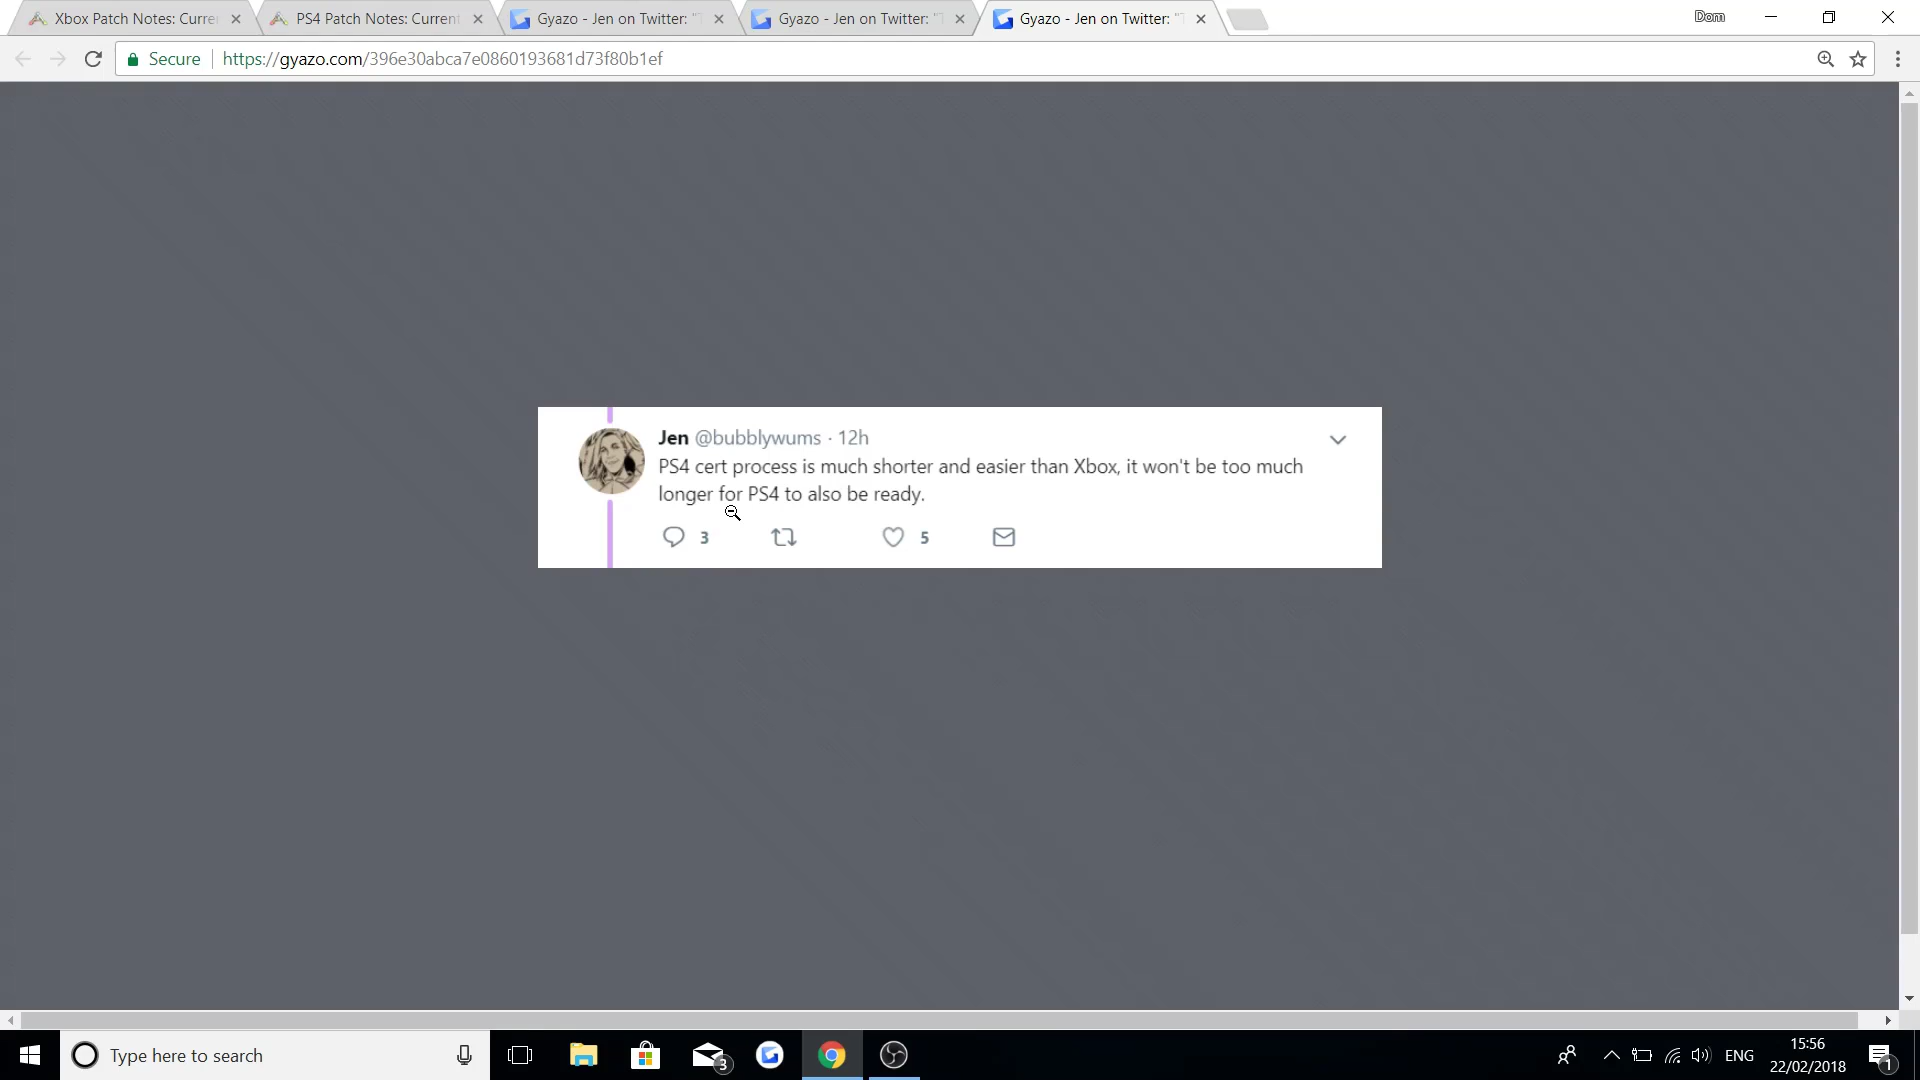 Xbox Patch Notes: Curre
PS4 Patch Notes: Current
Gyazo - Jen on Twitter: "T
Gyazo - Jen on Twitter: "T
Gyazo - Jen on Twitter: "T
Dom
Secure
https://gyazo.com/396e30abca7e0860193681d73f80b1ef
Jen @bubblywums · 12h
PS4 cert process is much shorter and easier than Xbox, it won't be too much
longer for PS4 to also be ready.
3
5
Type here to search
3
ENG
15:56
22/02/2018
1